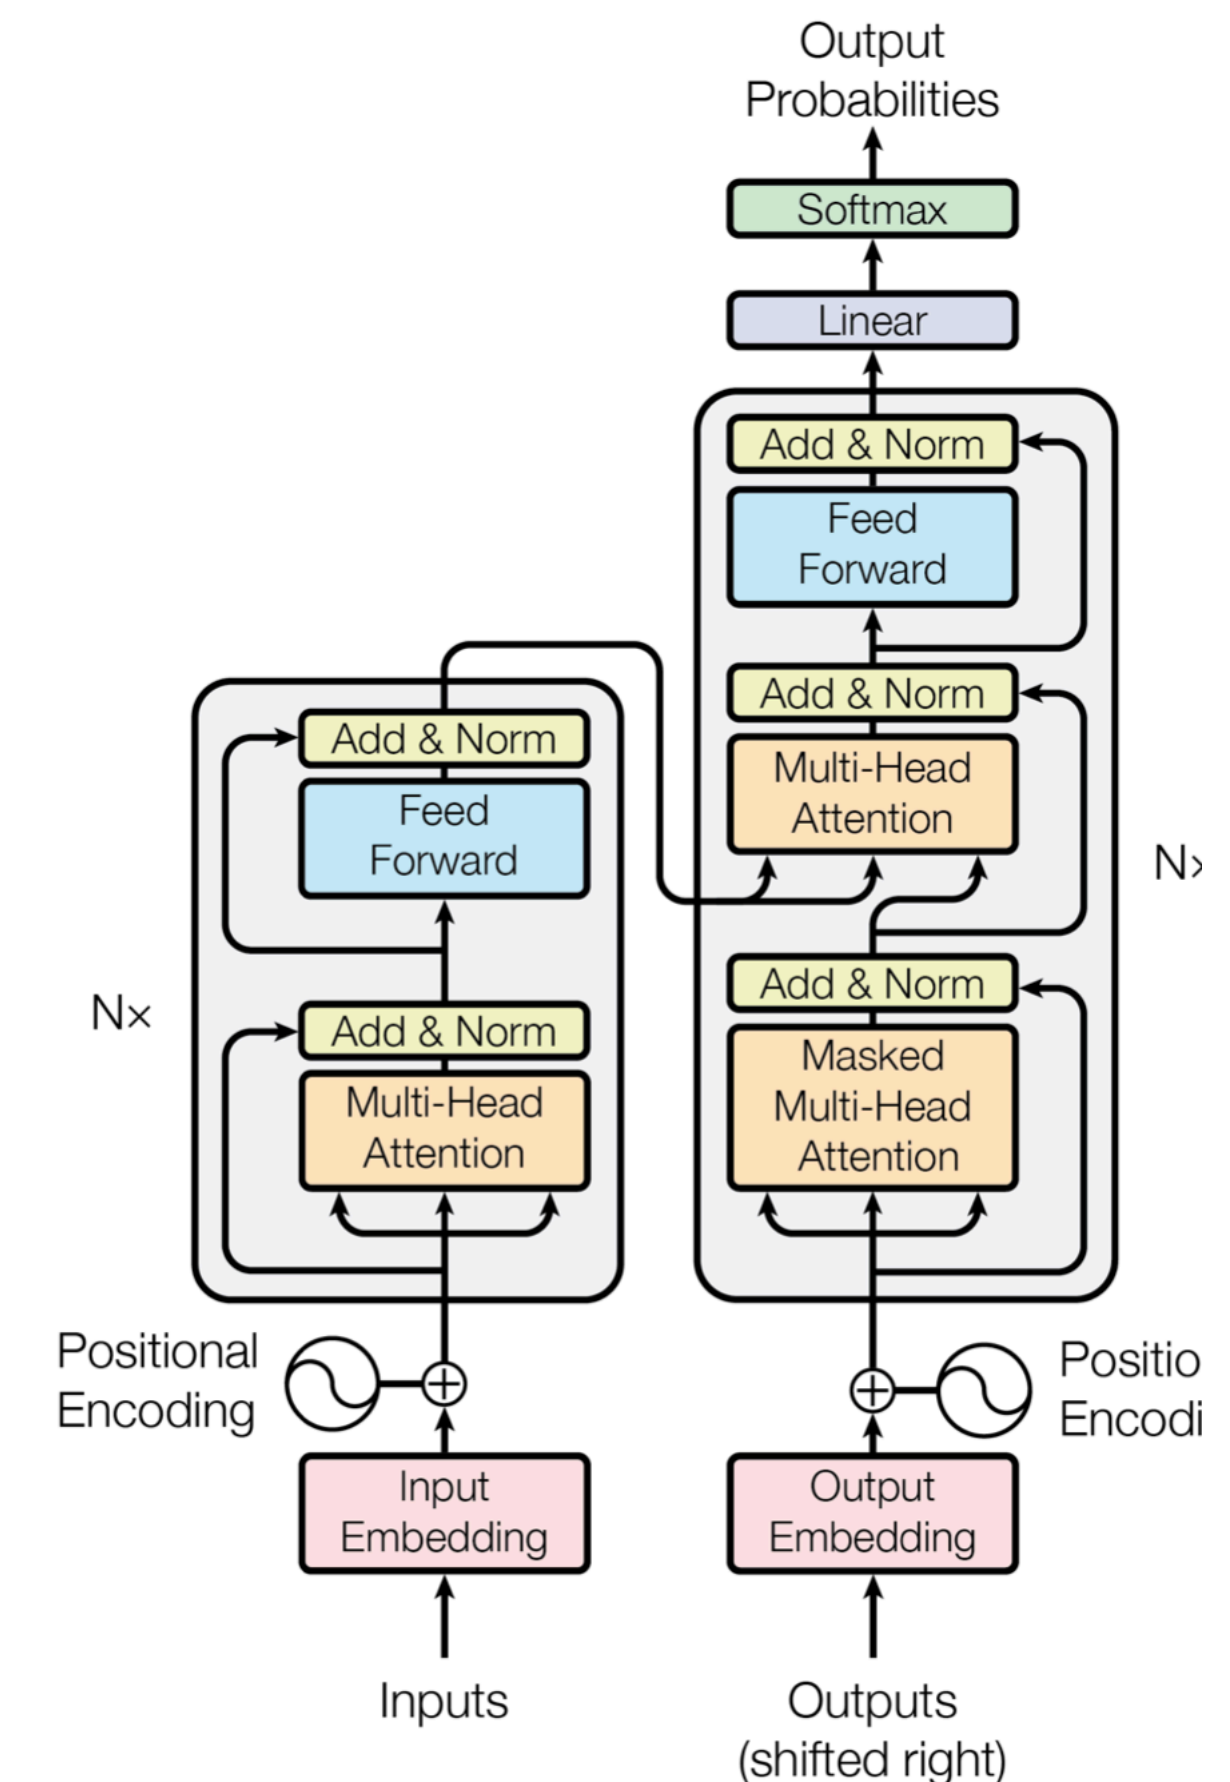 Output
Probabilities
Softmax
Linear
Add & Norm
Feed
Forward
Add & Norm
Multi-Head
Attention
Add & Norm
Masked
Multi-Head
Attention
N×
Add & Norm
Feed
Forward
Add & Norm
Multi-Head
Attention
N×
Positional
Encoding
Positio
Encodi
Input
Embedding
Output
Embedding
Inputs
Outputs
(shifted right)